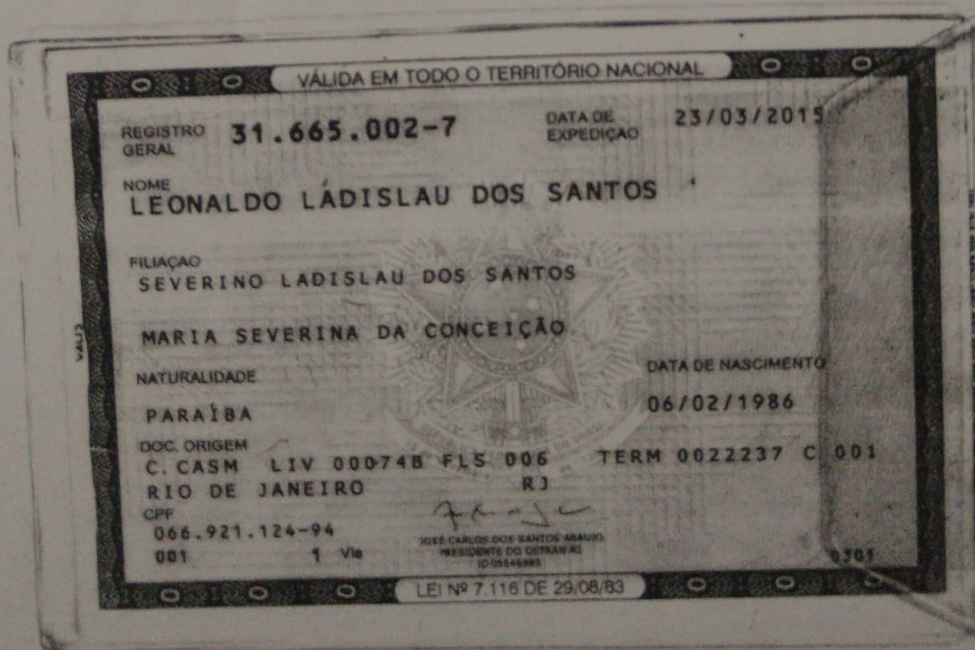 VÁLIDA EM TODO O TERRITÓRIO NACIONAL
REGISTRO GERAL 31.665.002-7 DATA DE EXPEDIÇÃO 23/03/2015
NOME
LEONALDO LADISLAU DOS SANTOS
FILIAÇÃO
SEVERINO LADISLAU DOS SANTOS
MARIA SEVERINA DA CONCEIÇÃO
NATURALIDADE DATA DE NASCIMENTO
PARAÍBA 06/02/1986
DOC. ORIGEM
C. CASM LIV 00074B FLS 006 TERM 0022237 C 001
RIO DE JANEIRO RJ
CPF
066.921.124-94
001 1 Via
JOSÉ CARLOS DOS SANTOS ARAUJO
PRESIDENTE DO DETRAN-RJ
0301
LEI Nº 7.116 DE 29/08/83